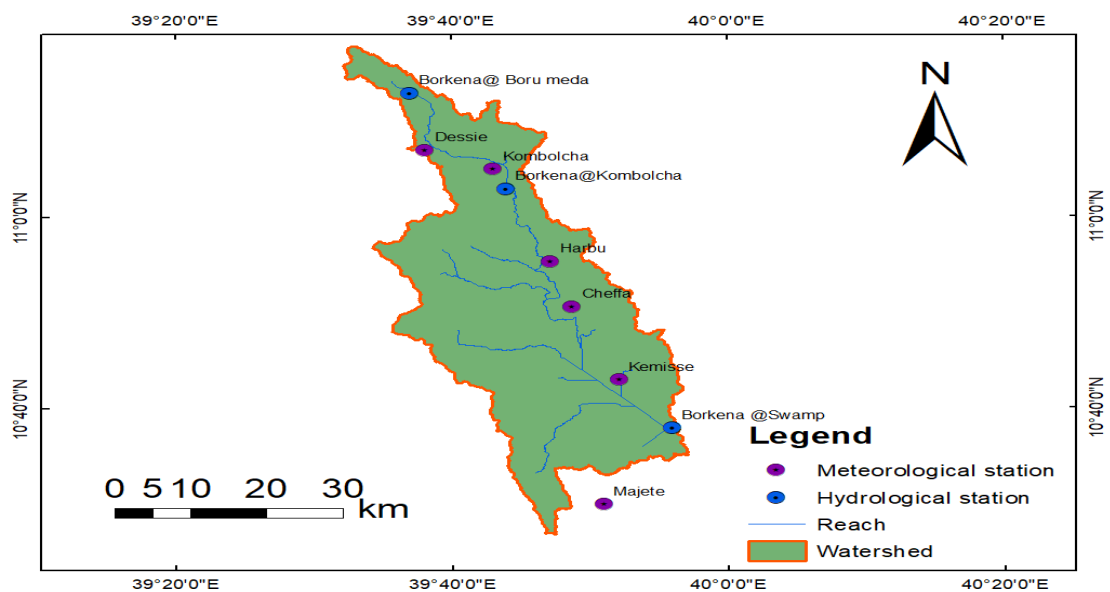 39°20'0"E
39°40'0"E
40°0'0"E
40°20'0"E
N
Borkena@ Boru meda
Dessie
Kombolcha
Borkena@Kombolcha
11°0'0"N
11°0'0"N
Harbu
Cheffa
Kemisse
10°40'0"N
10°40'0"N
Borkena @Swamp
Legend
Meteorological station
Hydrological station
Reach
Watershed
Majete
0 5 10 20 30
km
39°20'0"E
39°40'0"E
40°0'0"E
40°20'0"E